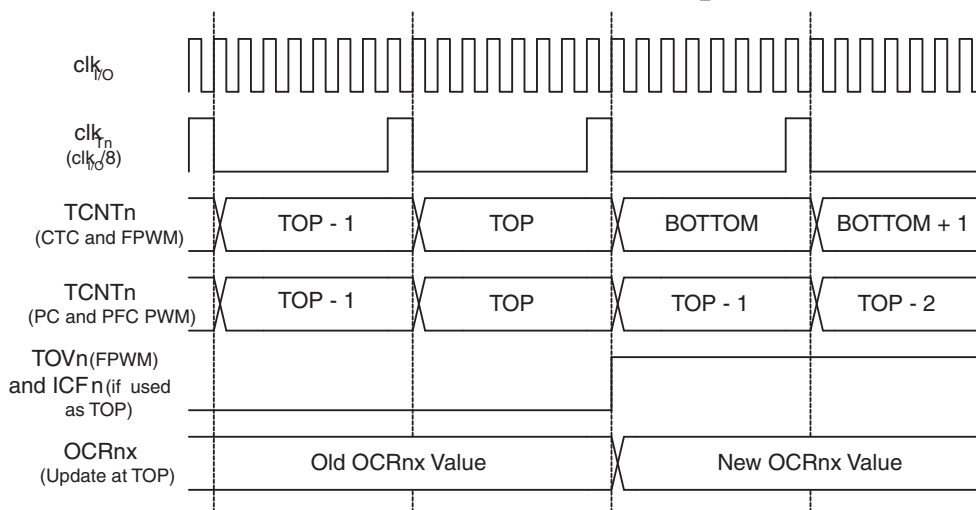 clkI/O
clkTn
(clkI/O/8)
TCNTn
(CTC and FPWM)
TOP - 1
TOP
BOTTOM
BOTTOM + 1
TCNTn
(PC and PFC PWM)
TOP - 1
TOP
TOP - 1
TOP - 2
TOVn(FPWM)
and ICFn(if used
as TOP)
OCRnx
(Update at TOP)
Old OCRnx Value
New OCRnx Value